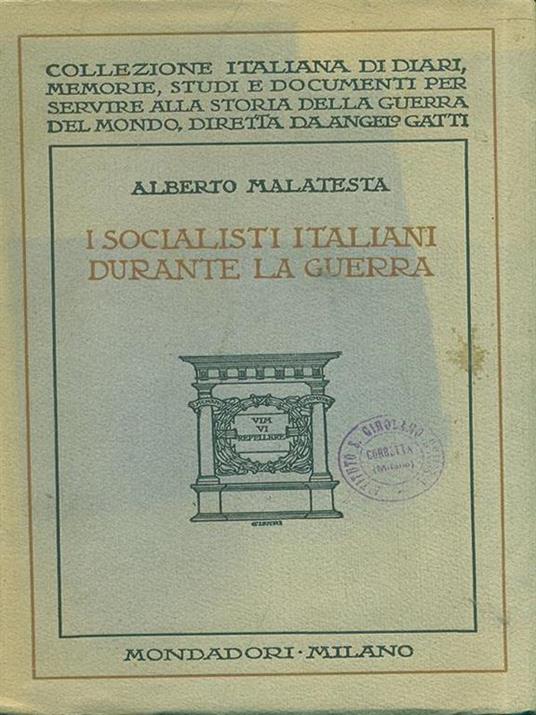 COLLEZIONE ITALIANA DI DIARI,
MEMORIE, STUDI E DOCUMENTI PER
SERVIRE ALLA STORIA DELLA GUERRA
DEL MONDO, DIRETTA DA ANGELO GATTI
ALBERTO MALATESTA
I SOCIALISTI ITALIANI
DURANTE LA GUERRA
VIM
VI
REPELLERE
CISARI
CORBETTA
(Milano)
MONDADORI · MILANO